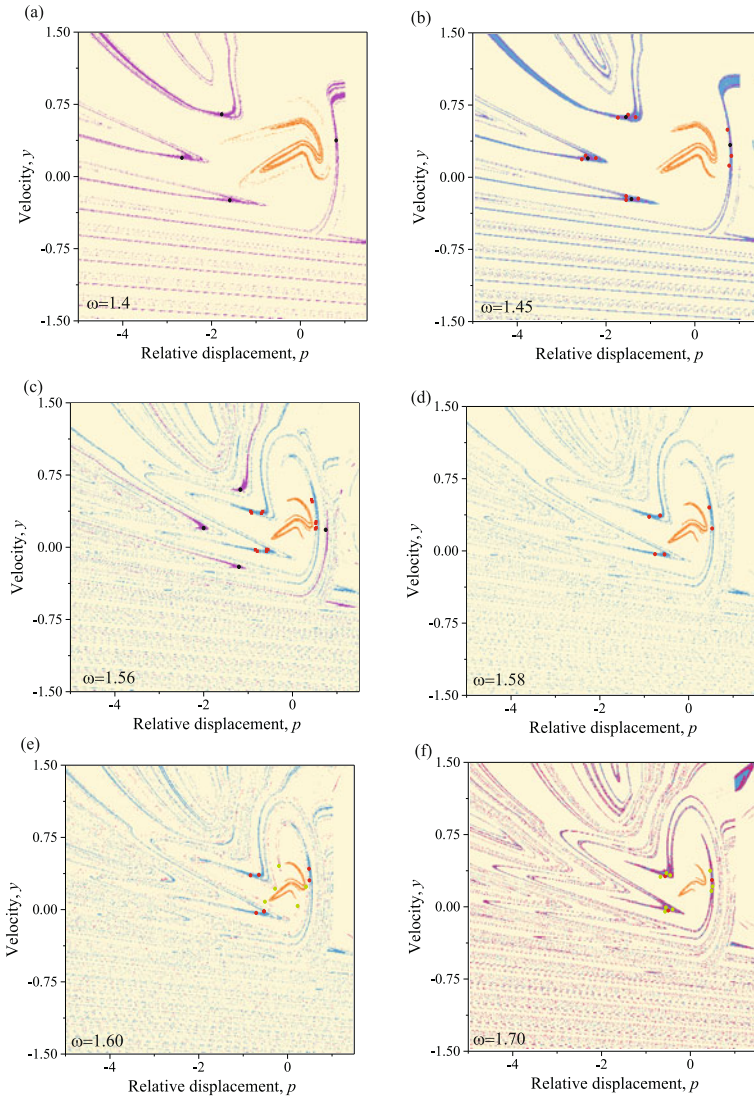 (a)
1.50
0.75
0.00
-0.75
-1.50
Velocity, y
ω=1.4
-4
-2
0
Relative displacement, p
(b)
1.50
0.75
0.00
-0.75
-1.50
Velocity, y
ω=1.45
-4
-2
0
Relative displacement, p
(c)
1.50
0.75
0.00
-0.75
-1.50
Velocity, y
ω=1.56
-4
-2
0
Relative displacement, p
(d)
1.50
0.75
0.00
-0.75
-1.50
Velocity, y
ω=1.58
-4
-2
0
Relative displacement, p
(e)
1.50
0.75
0.00
-0.75
-1.50
Velocity, y
ω=1.60
-4
-2
0
Relative displacement, p
(f)
1.50
0.75
0.00
-0.75
-1.50
Velocity, y
ω=1.70
-4
-2
0
Relative displacement, p